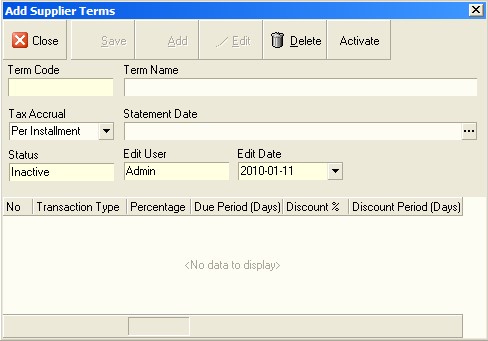 Add Supplier Terms
Close Save Add Edit Delete Activate
Term Code Term Name
Tax Accrual Statement Date
Per Installment
Status Edit User Edit Date
Inactive Admin 2010-01-11
No Transaction Type Percentage Due Period (Days) Discount % Discount Period (Days)
<No data to display>